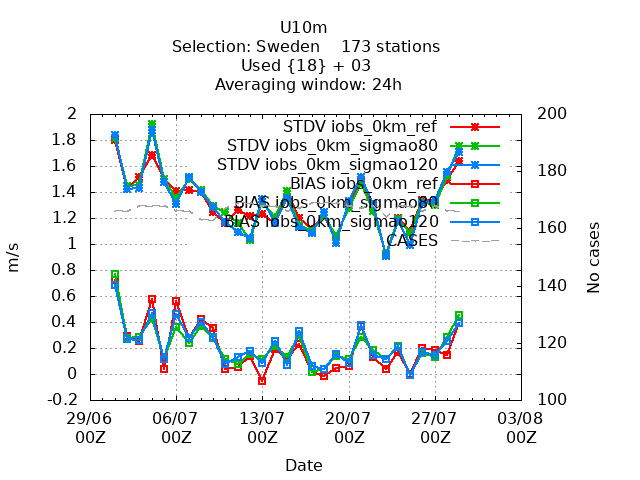 U10m
Selection: Sweden    173 stations
Used {18} + 03
Averaging window: 24h
2
1.8
1.6
1.4
1.2
1
0.8
0.6
0.4
0.2
0
-0.2
m/s
200
180
160
140
120
100
No cases
STDV iobs_0km_ref
STDV iobs_0km_sigmao80
STDV iobs_0km_sigmao120
BIAS iobs_0km_ref
BIAS iobs_0km_sigmao80
BIAS iobs_0km_sigmao120
CASES
29/06 06/07 13/07 20/07 27/07 03/08
00Z 00Z 00Z 00Z 00Z 00Z
Date